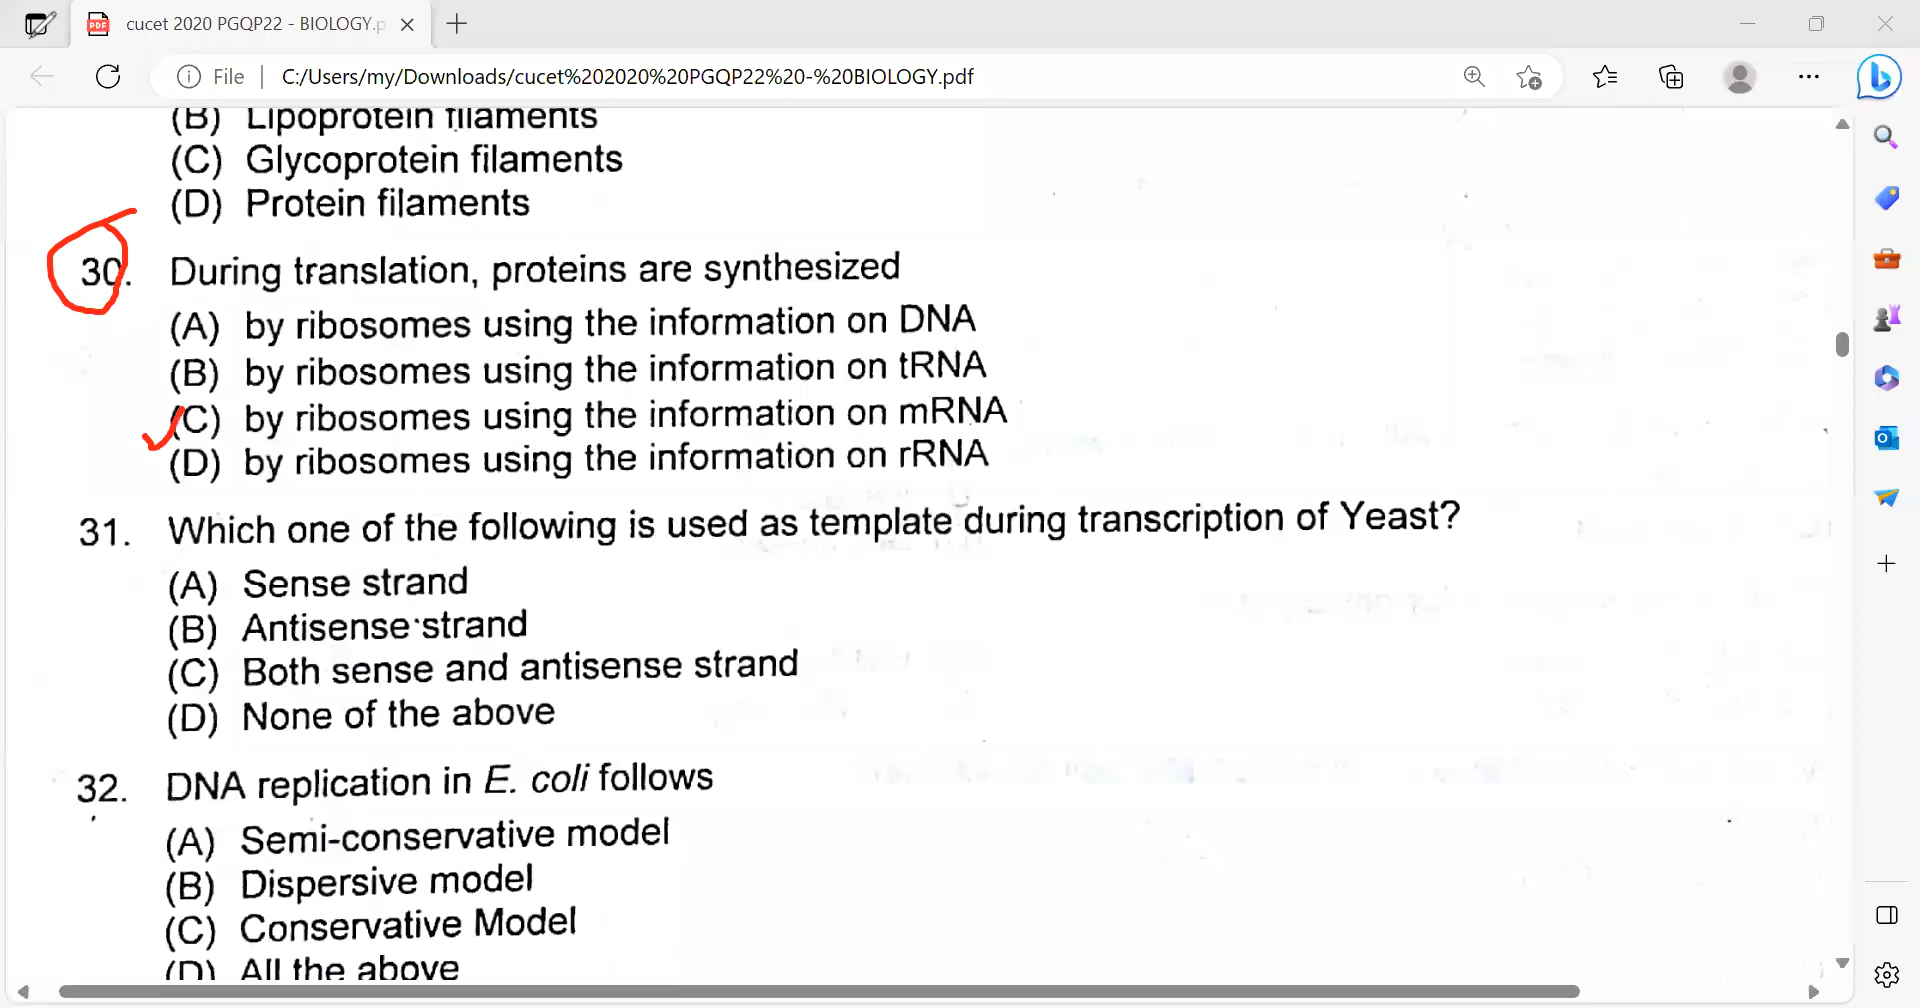 cucet 2020 PGQP22 - BIOLOGY.p
File
C:/Users/my/Downloads/cucet%202020%20PGQP22%20-%20BIOLOGY.pdf
(B) Lipoprotein filaments
(C) Glycoprotein filaments
(D) Protein filaments
30. During translation, proteins are synthesized
(A) by ribosomes using the information on DNA
(B) by ribosomes using the information on tRNA
(C) by ribosomes using the information on mRNA
(D) by ribosomes using the information on rRNA
31. Which one of the following is used as template during transcription of Yeast?
(A) Sense strand
(B) Antisense strand
(C) Both sense and antisense strand
(D) None of the above
32. DNA replication in E. coli follows
(A) Semi-conservative model
(B) Dispersive model
(C) Conservative Model
(D) All the above